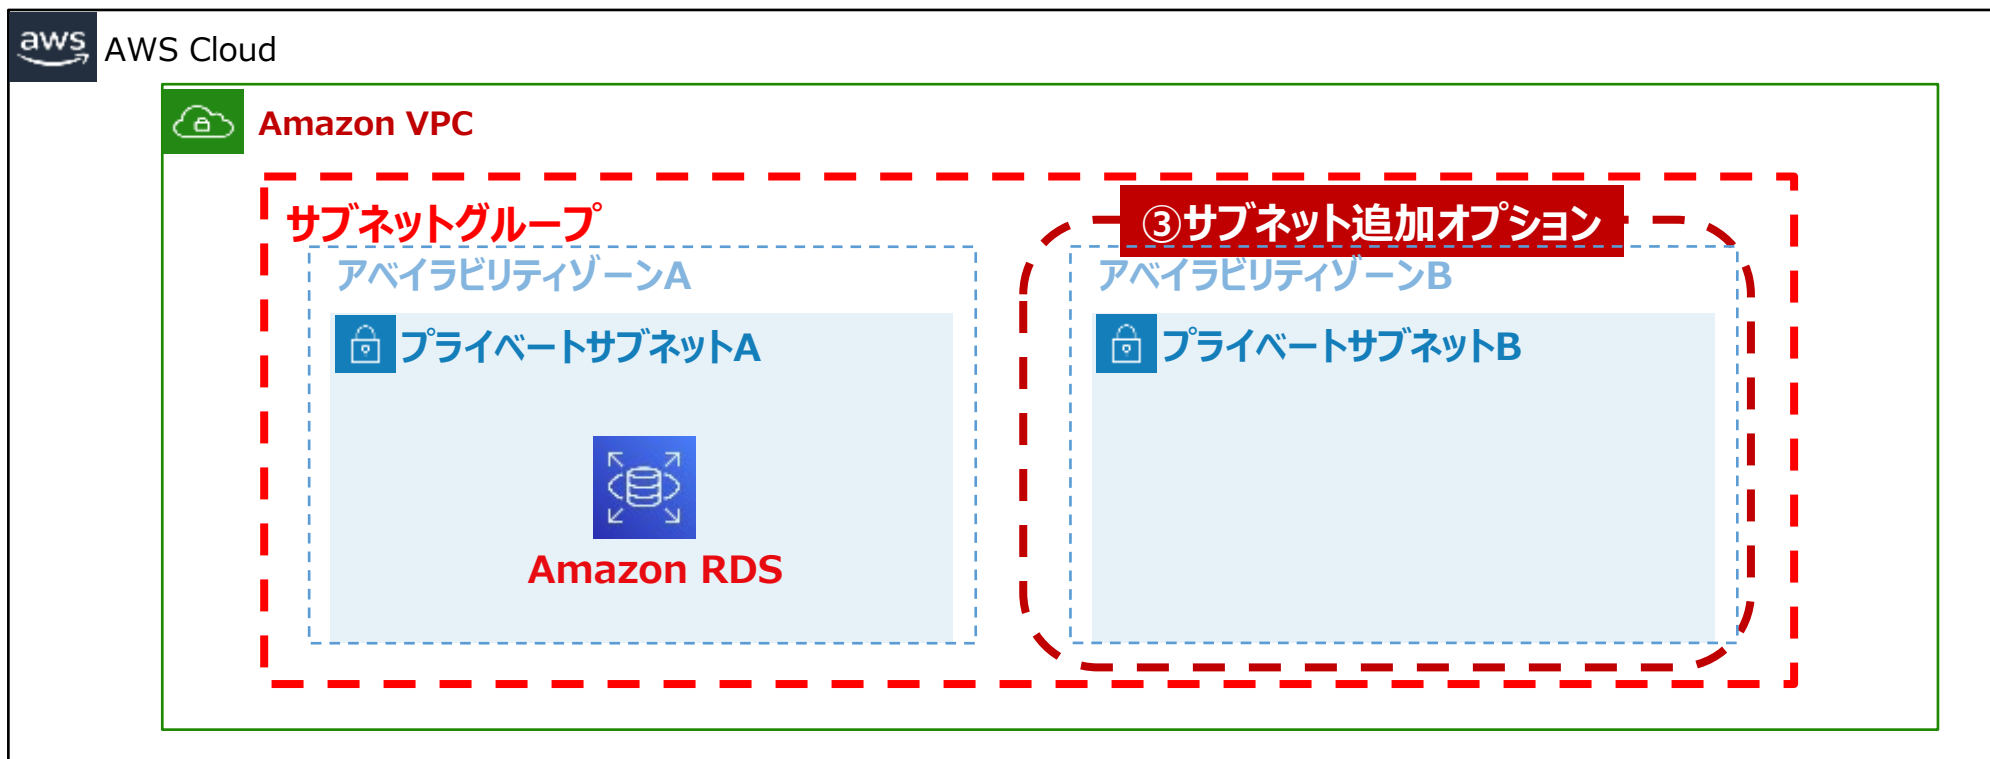 aws
AWS Cloud
Amazon VPC
サブネットグループ
③サブネット追加オプション
アベイラビリティゾーンA
アベイラビリティゾーンB
プライベートサブネットA
プライベートサブネットB
Amazon RDS